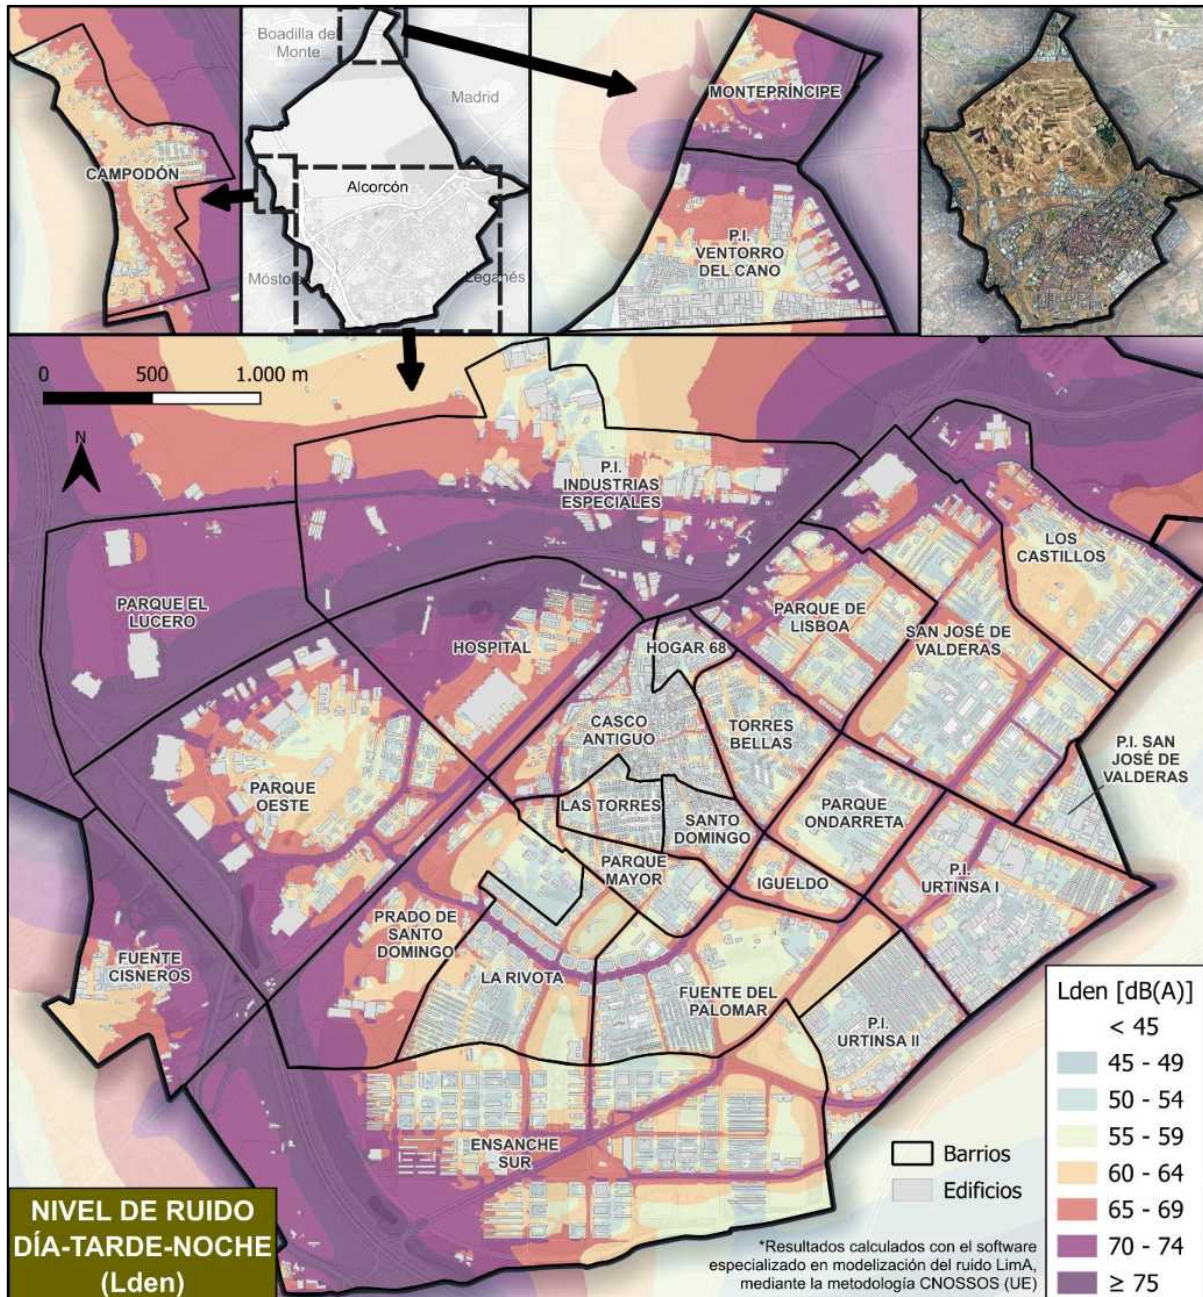 Boadilla de
Monte
Madrid
Alcorcón
Móstoles
Leganés
CAMPODÓN
MONTEPRÍNCIPE
P.I.
VENTORRO
DEL CANO
0 500 1.000 m
N
P.I.
INDUSTRIAS
ESPECIALES
LOS
CASTILLOS
PARQUE EL
LUCERO
HOSPITAL
PARQUE DE
LISBOA
SAN JOSÉ DE
VALDERAS
HOGAR 68
CASCO
ANTIGUO
TORRES
BELLAS
P.I. SAN
JOSÉ DE
VALDERAS
PARQUE
OESTE
LAS TORRES
SANTO
DOMINGO
PARQUE
ONDARRETA
PARQUE
MAYOR
IGUELDO
P.I.
URTINSA I
PRADO DE
SANTO
DOMINGO
FUENTE
CISNEROS
LA RIVOTA
FUENTE DEL
PALOMAR
P.I.
URTINSA II
ENSANCHE
SUR
Lden [dB(A)]
< 45
45 - 49
50 - 54
55 - 59
60 - 64
65 - 69
70 - 74
≥ 75
Barrios
Edificios
NIVEL DE RUIDO
DÍA-TARDE-NOCHE
(Lden)
*Resultados calculados con el software
especializado en modelización del ruido LimA,
mediante la metodología CNOSSOS (UE)